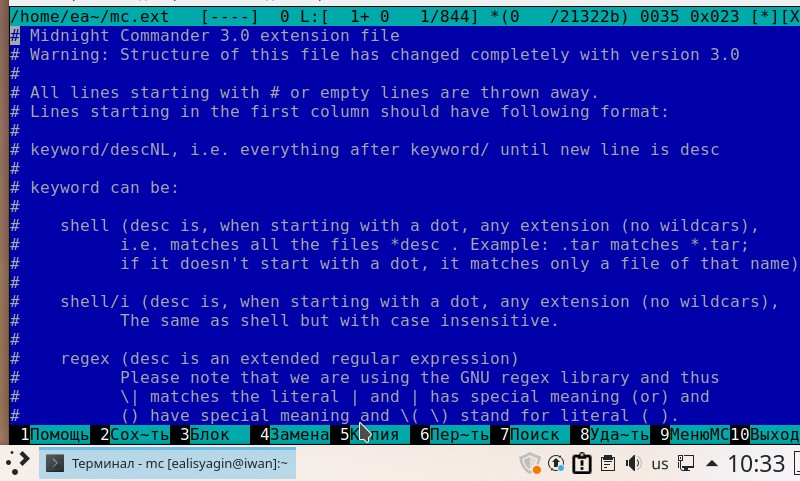 /home/ea~/mc.ext   [----]  0 L:[  1+ 0   1/844] *(0   /21322b) 0035 0x023 [*][X
# Midnight Commander 3.0 extension file
# Warning: Structure of this file has changed completely with version 3.0
#
# All lines starting with # or empty lines are thrown away.
# Lines starting in the first column should have following format:
#
# keyword/descNL, i.e. everything after keyword/ until new line is desc
#
# keyword can be:
#
#    shell (desc is, when starting with a dot, any extension (no wildcars),
#          i.e. matches all the files *desc . Example: .tar matches *.tar;
#          if it doesn't start with a dot, it matches only a file of that name)
#
#    shell/i (desc is, when starting with a dot, any extension (no wildcars),
#          The same as shell but with case insensitive.
#
#    regex (desc is an extended regular expression)
#          Please note that we are using the GNU regex library and thus
#          \| matches the literal | and | has special meaning (or) and
#          () have special meaning and \( \) stand for literal ( ).
1Помощь 2Сох~ть 3Блок 4Замена 5Копия 6Пер~ть 7Поиск 8Уда~ть 9МенюМС 10Выход
Терминал - mc [ealisyagin@iwan]:~ us 10:33